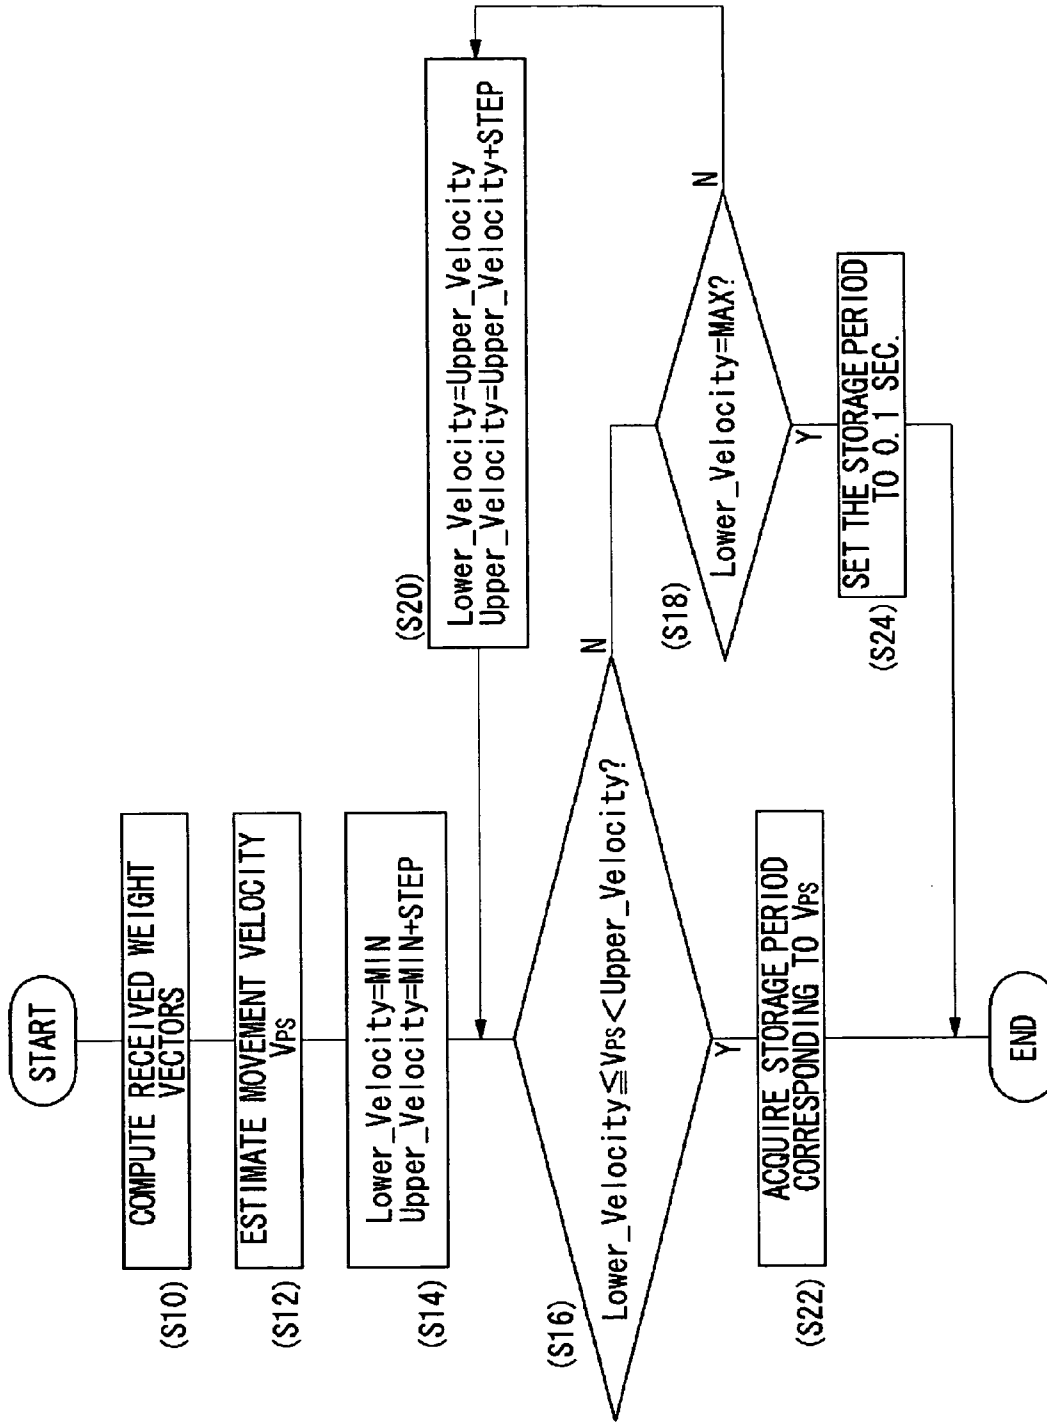 START
(S10)
COMPUTE RECEIVED WEIGHT
VECTORS
(S12)
ESTIMATE MOVEMENT VELOCITY
VPS
(S14)
Lower_Velocity=MIN
Upper_Velocity=MIN+STEP
(S20)
Lower_Velocity=Upper_Velocity
Upper_Velocity=Upper_Velocity+STEP
(S16)
Lower_Velocity≦VPS<Upper_Velocity?
N
Y
(S18)
Lower_Velocity=MAX?
N
Y
(S22)
ACQUIRE STORAGE PERIOD
CORRESPONDING TO VPS
(S24)
SET THE STORAGE PERIOD
TO 0.1 SEC.
END